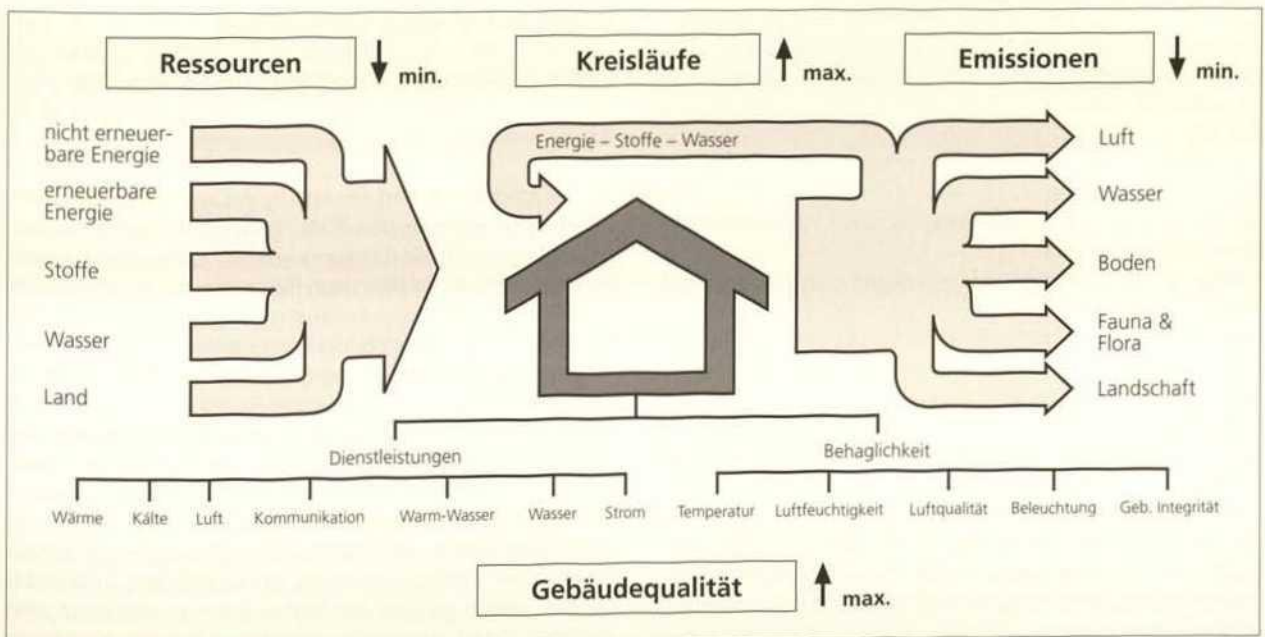 Ressourcen
min.
Kreisläufe
max.
Emissionen
min.
nicht erneuer-
bare Energie
erneuerbare
Energie
Stoffe
Wasser
Land
Energie – Stoffe – Wasser
Luft
Wasser
Boden
Fauna &
Flora
Landschaft
Dienstleistungen
Behaglichkeit
Wärme
Kälte
Luft
Kommunikation
Warm-Wasser
Wasser
Strom
Temperatur
Luftfeuchtigkeit
Luftqualität
Beleuchtung
Geb. Integrität
Gebäudequalität
max.